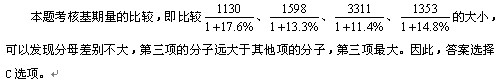 本题考核基期量的比较，即比较1130/(1+17.6%)、1598/(1+13.3%)、3311/(1+11.4%)、1353/(1+14.8%)的大小，
可以发现分母差别不大，第三项的分子远大于其他项的分子，第三项最大。因此，答案选择
C选项。↵